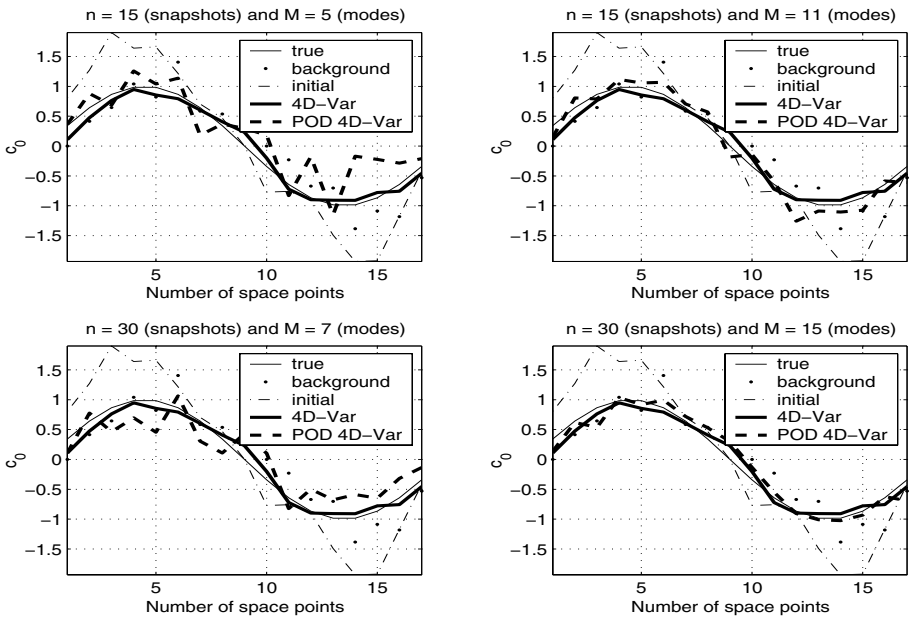 n = 15 (snapshots) and M = 5 (modes)
1.5
1
0.5
0
−0.5
−1
−1.5
c0
true
background
initial
4D−Var
POD 4D−Var
5
10
15
Number of space points
n = 15 (snapshots) and M = 11 (modes)
1.5
1
0.5
0
−0.5
−1
−1.5
c0
true
background
initial
4D−Var
POD 4D−Var
5
10
15
Number of space points
n = 30 (snapshots) and M = 7 (modes)
1.5
1
0.5
0
−0.5
−1
−1.5
c0
true
background
initial
4D−Var
POD 4D−Var
5
10
15
Number of space points
n = 30 (snapshots) and M = 15 (modes)
1.5
1
0.5
0
−0.5
−1
−1.5
c0
true
background
initial
4D−Var
POD 4D−Var
5
10
15
Number of space points